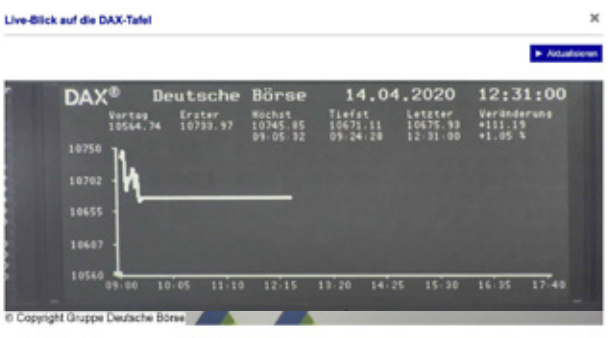 Live-Blick auf die DAX-Tafel
×
Aktualisieren
DAX® Deutsche Börse 14.04.2020 12:31:00
Vortag Erster Höchst Tiefst Letzter Veränderung
10564.74 10733.97 10745.85 10671.11 10675.93 +111.19
09:05:32 09:24:28 12:31:00 +1.05 %
10750
10702
10655
10607
10560
09:00 10:05 11:10 12:15 13:20 14:25 15:30 16:35 17:40
© Copyright Gruppe Deutsche Börse